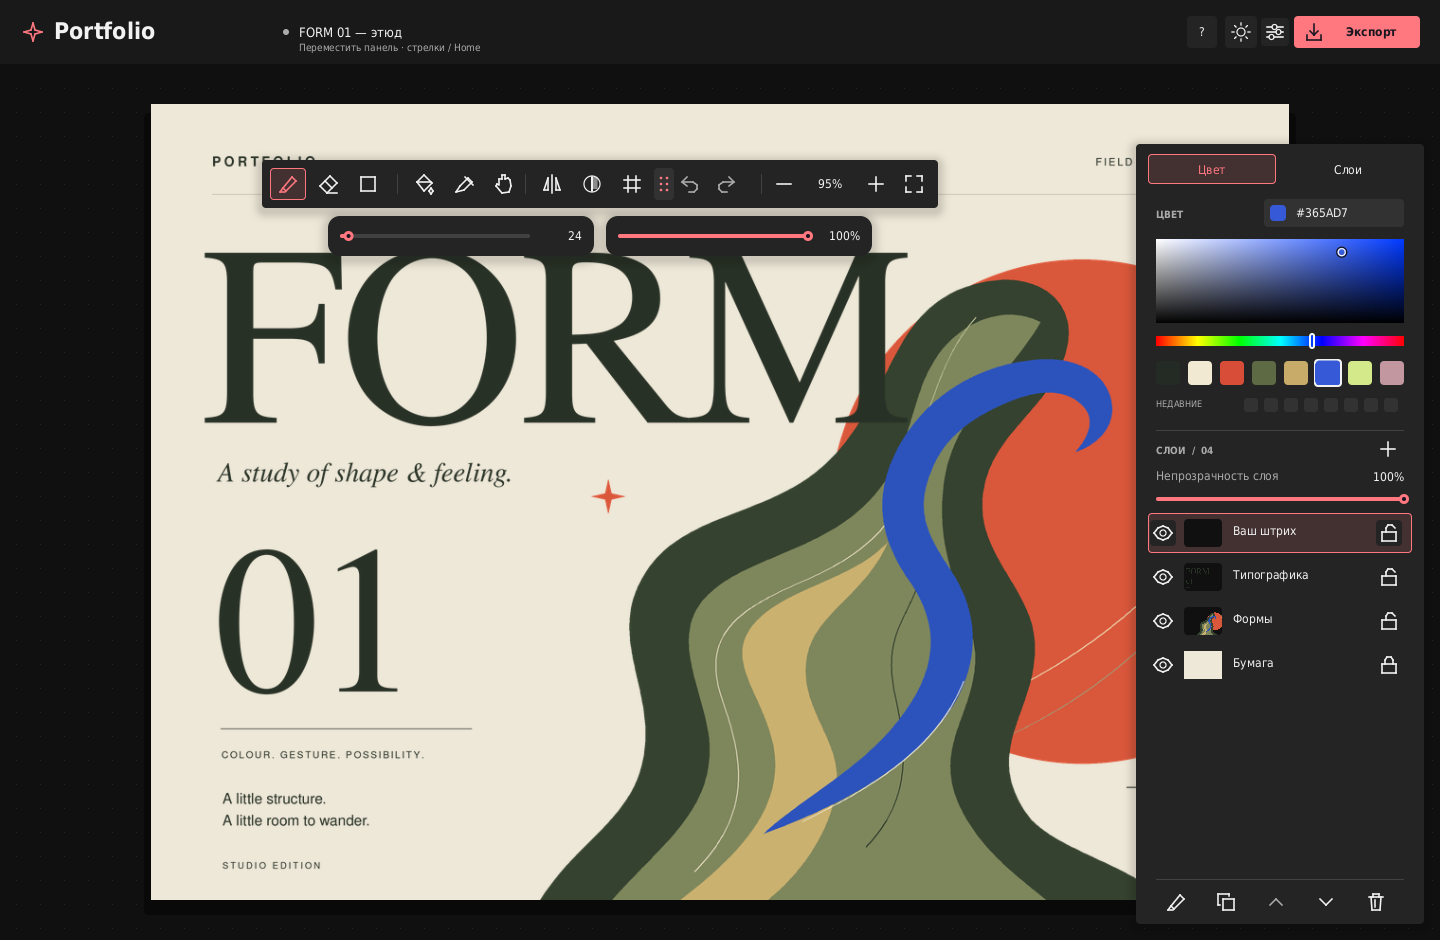 Portfolio
FORM 01 — этюд
Переместить панель · стрелки / Home
?
Экспорт
PORTFOLIO
FIELD
95%
24
100%
FORM
A study of shape & feeling.
01
COLOUR. GESTURE. POSSIBILITY.
A little structure.
A little room to wander.
STUDIO EDITION
Цвет
Слои
ЦВЕТ
#365AD7
НЕДАВНИЕ
СЛОИ / 04
Непрозрачность слоя
100%
Ваш штрих
Типографика
Формы
Бумага